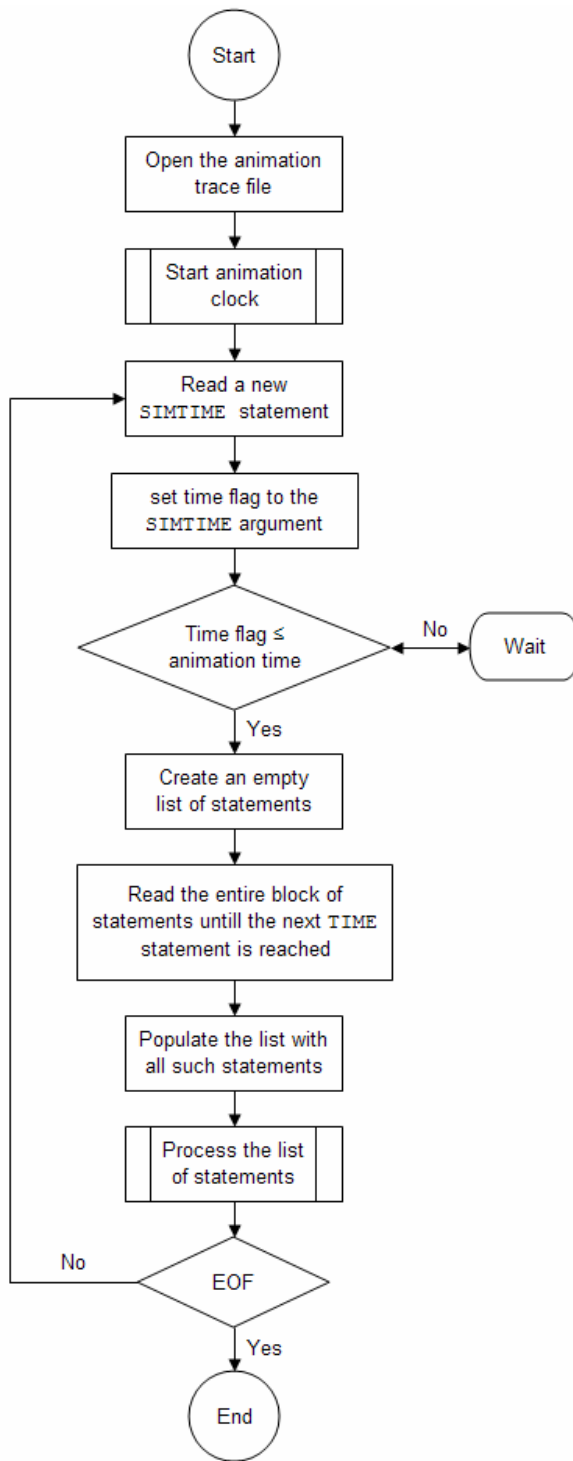 Start
Open the animation
trace file
Start animation
clock
Read a new
SIMTIME statement
set time flag to the
SIMTIME argument
Time flag ≤
animation time
No
Wait
Yes
Create an empty
list of statements
Read the entire block of
statements untill the next TIME
statement is reached
Populate the list with
all such statements
Process the list
of statements
No
EOF
Yes
End